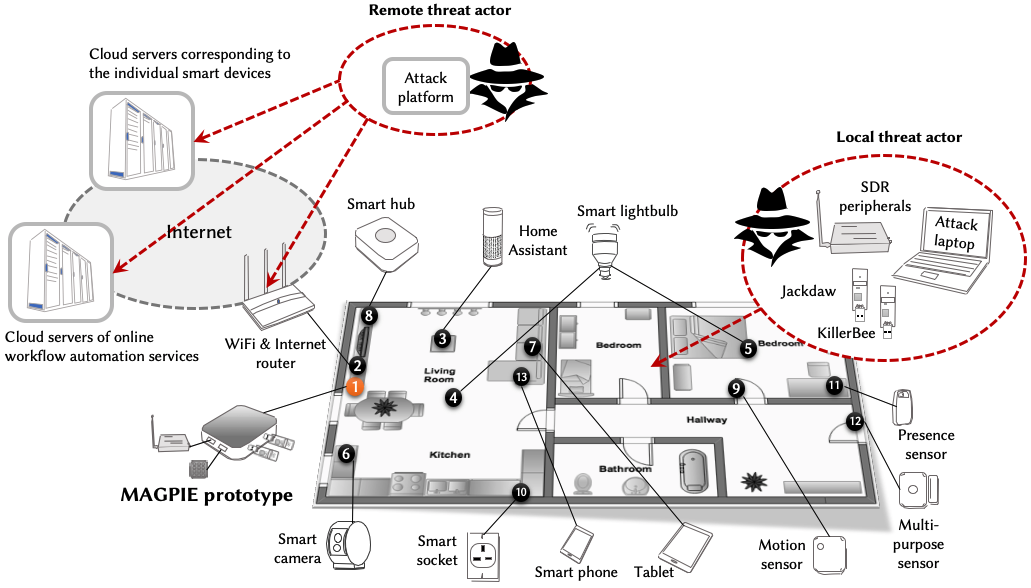 Remote threat actor
Cloud servers corresponding to
the individual smart devices
Attack
platform
Local threat actor
SDR
peripherals
Attack
laptop
Jackdaw
KillerBee
Internet
Smart hub
Home
Assistant
Smart lightbulb
Cloud servers of online
workflow automation services
WiFi & Internet
router
8
3
7
2
1
13
4
5
9
11
12
6
10
Living
Room
Bedroom
Bedroom
Hallway
Kitchen
Bathroom
MAGPIE prototype
Presence
sensor
Smart
camera
Smart
socket
Smart phone
Tablet
Motion
sensor
Multi-
purpose
sensor